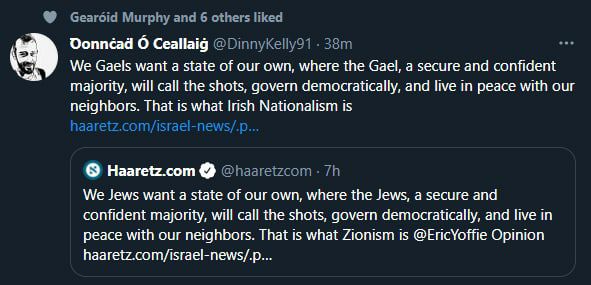 Gearóid Murphy and 6 others liked
Ꝺonnċaḋ Ó Ceallaiġ @DinnyKelly91 · 38m
We Gaels want a state of our own, where the Gael, a secure and confident
majority, will call the shots, govern democratically, and live in peace with our
neighbors. That is what Irish Nationalism is
haaretz.com/israel-news/.p...
Haaretz.com @haaretzcom · 7h
We Jews want a state of our own, where the Jews, a secure and
confident majority, will call the shots, govern democratically, and live in
peace with our neighbors. That is what Zionism is @EricYoffie Opinion
haaretz.com/israel-news/.p...